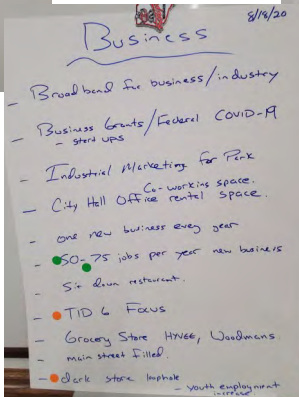 8/18/20
Business
- Broadband for business/industry
- Business Grants/Federal COVID-19
- start ups
- Industrial Marketing for Park
Co-working space.
- City Hall Office rental space.
- one new business every year
- 50-75 jobs per year new business
- Sit down restaurant.
- TID 6 Focus
- Grocery Store HYVEE, Woodmans
- main street filled.
- dark store loophole
- youth employment
increase